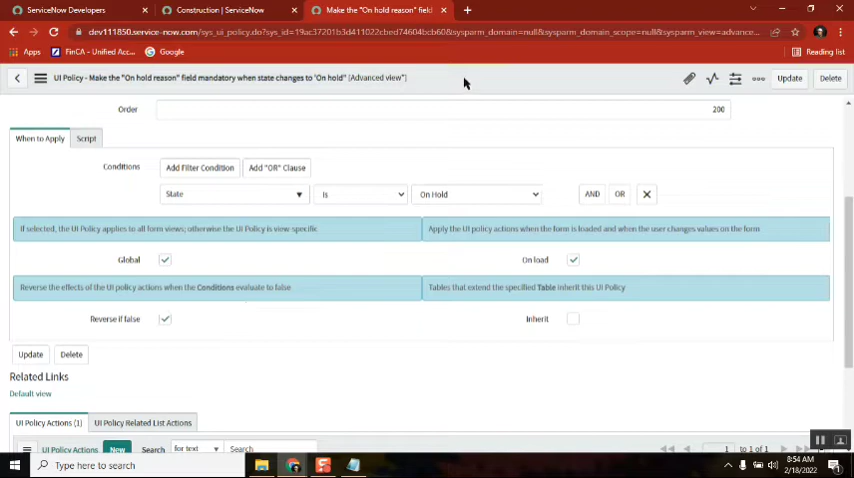 ServiceNow Developers
Construction | ServiceNow
Make the "On hold reason" field
dev111850.service-now.com/sys_ui_policy.do?sys_id=19ac37201b3d411022cbed74604bcb60&sysparm_domain=null&sysparm_domain_scope=null&sysparm_view=advance...
Apps
FinCA - Unified Acc...
Google
Reading list
UI Policy - Make the "On hold reason" field mandatory when state changes to 'On hold" [Advanced view*]
Update
Delete
Order
200
When to Apply
Script
Conditions
Add Filter Condition
Add "OR" Clause
State
is
On Hold
AND
OR
If selected, the UI Policy applies to all form views; otherwise the UI Policy is view specific
Apply the UI policy actions when the form is loaded and when the user changes values on the form
Global
On load
Reverse the effects of the UI policy actions when the Conditions evaluate to false
Tables that extend the specified Table inherit this UI Policy
Reverse if false
Inherit
Update
Delete
Related Links
Default view
UI Policy Actions (1)
UI Policy Related List Actions
UI Policy Actions
New
Search
for text
Search
1
to 1 of 1
Type here to search
8:54 AM
2/18/2022
1